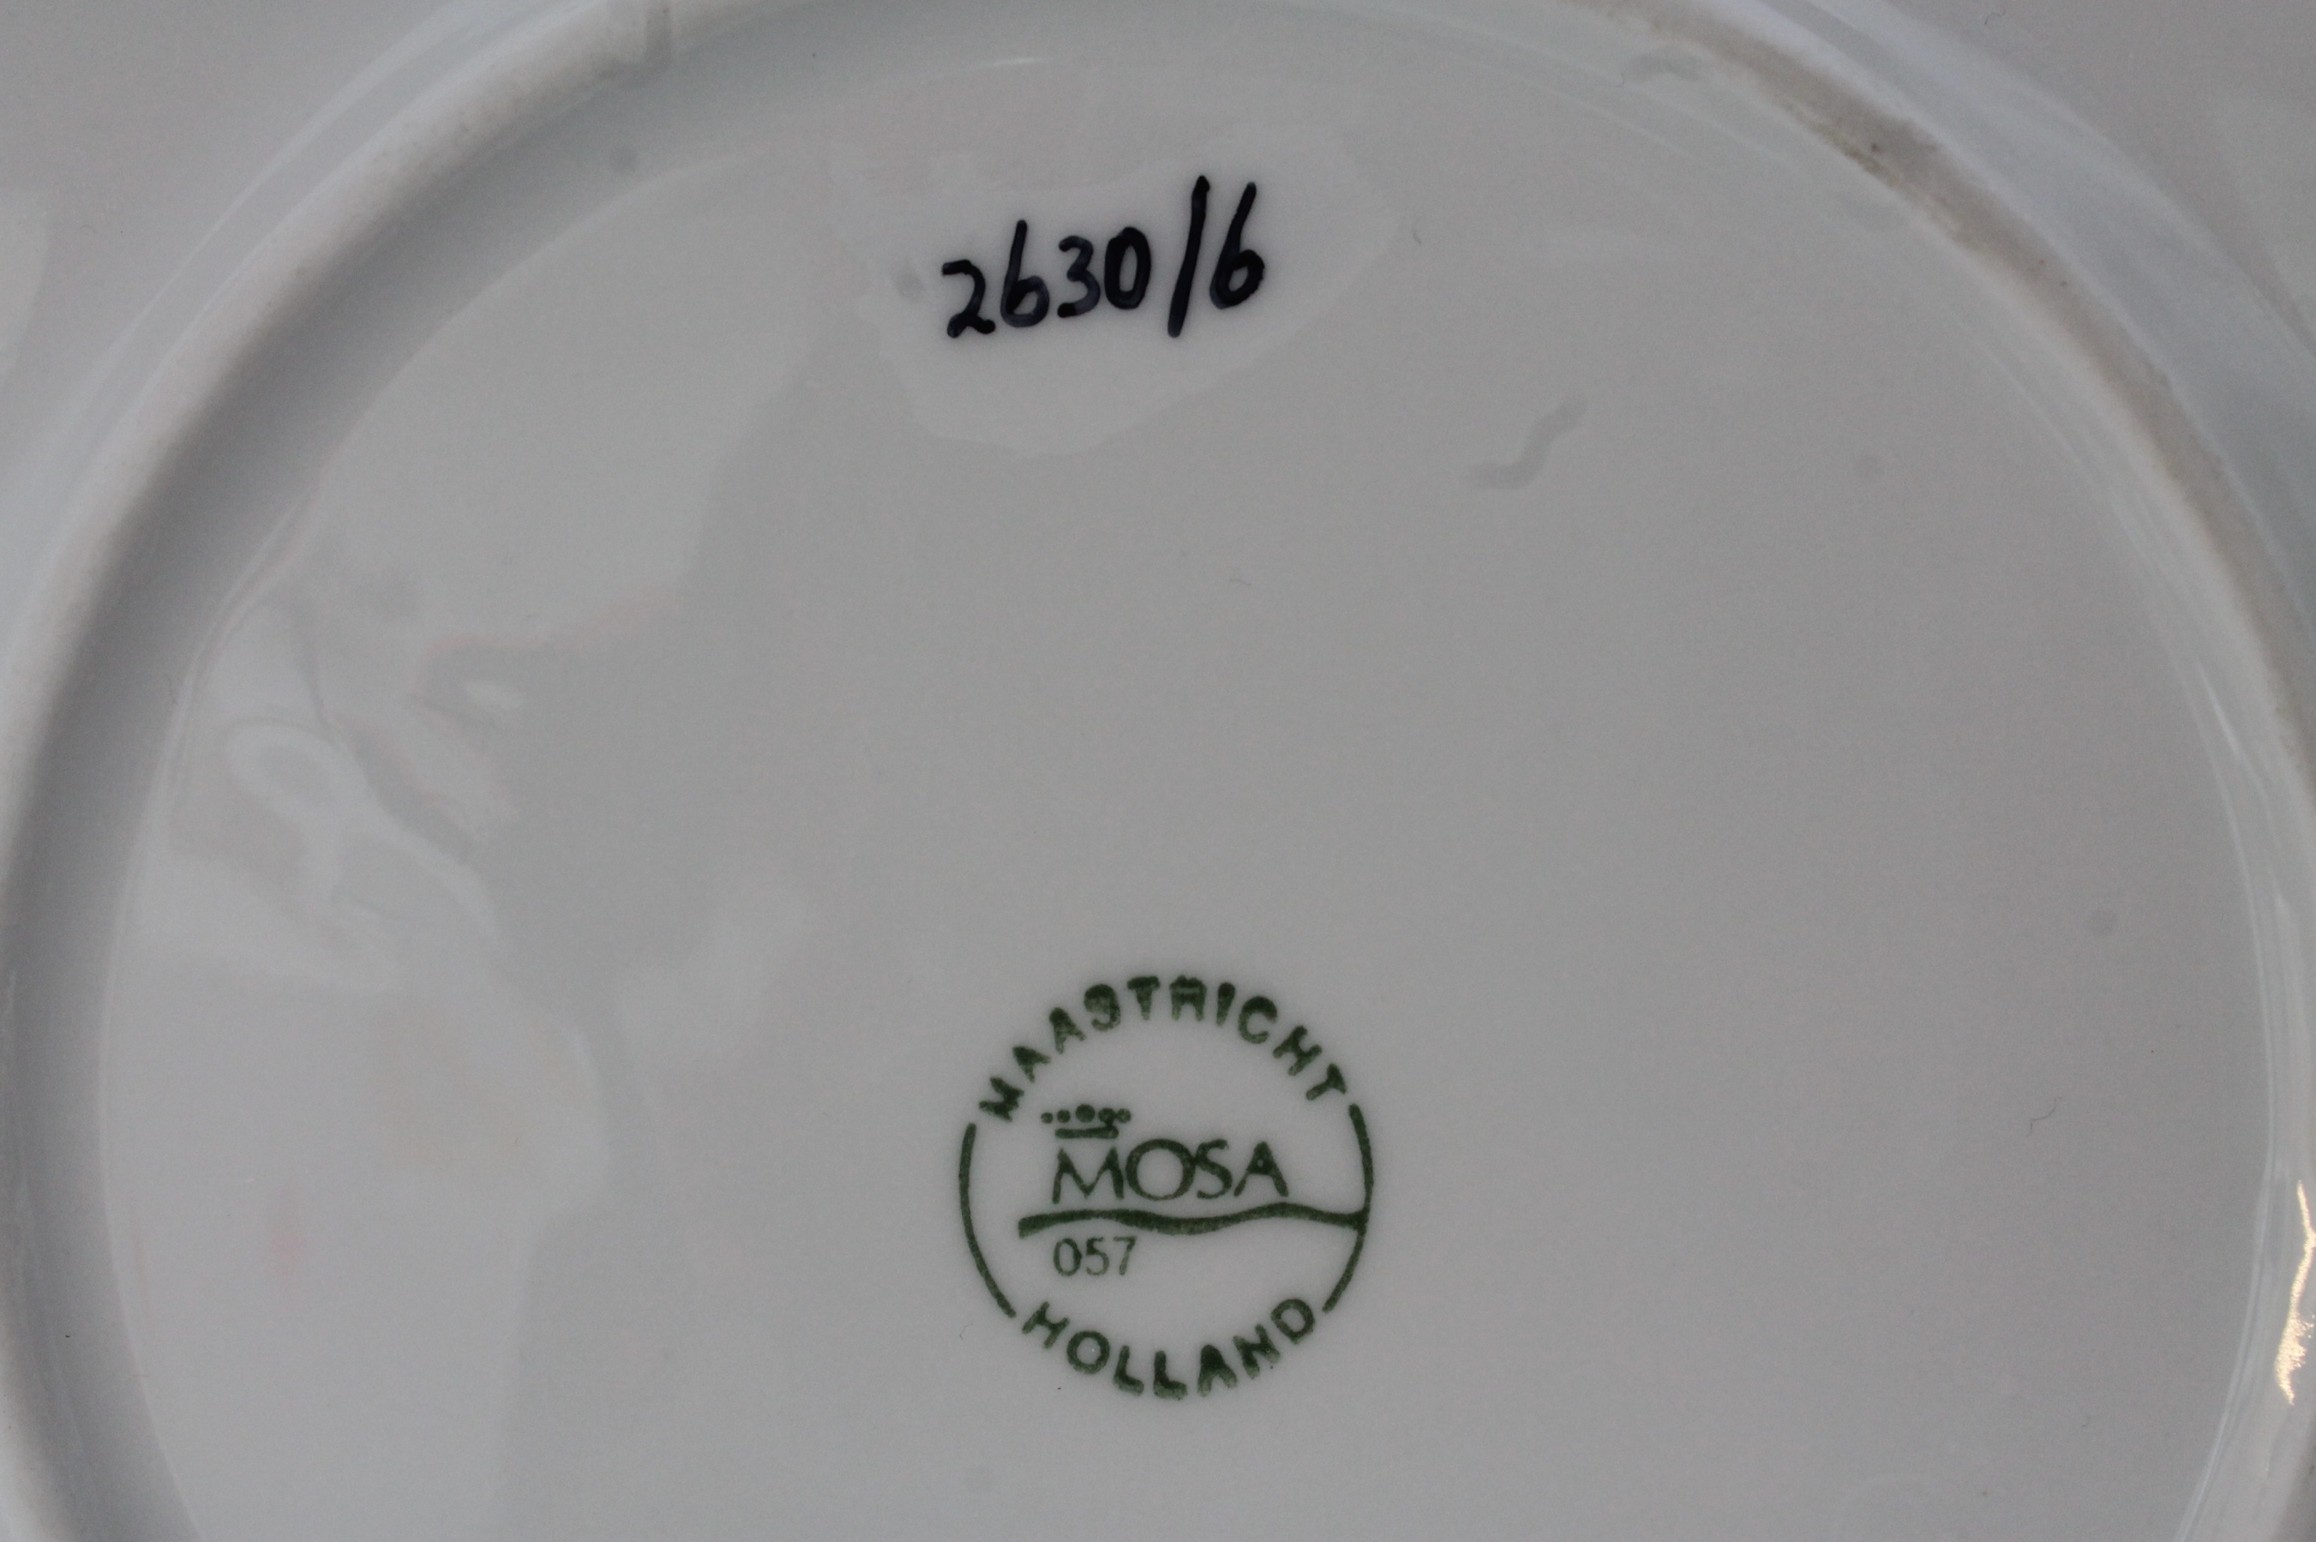 2630/6
MAASTRICHT
MOSA
057
HOLLAND